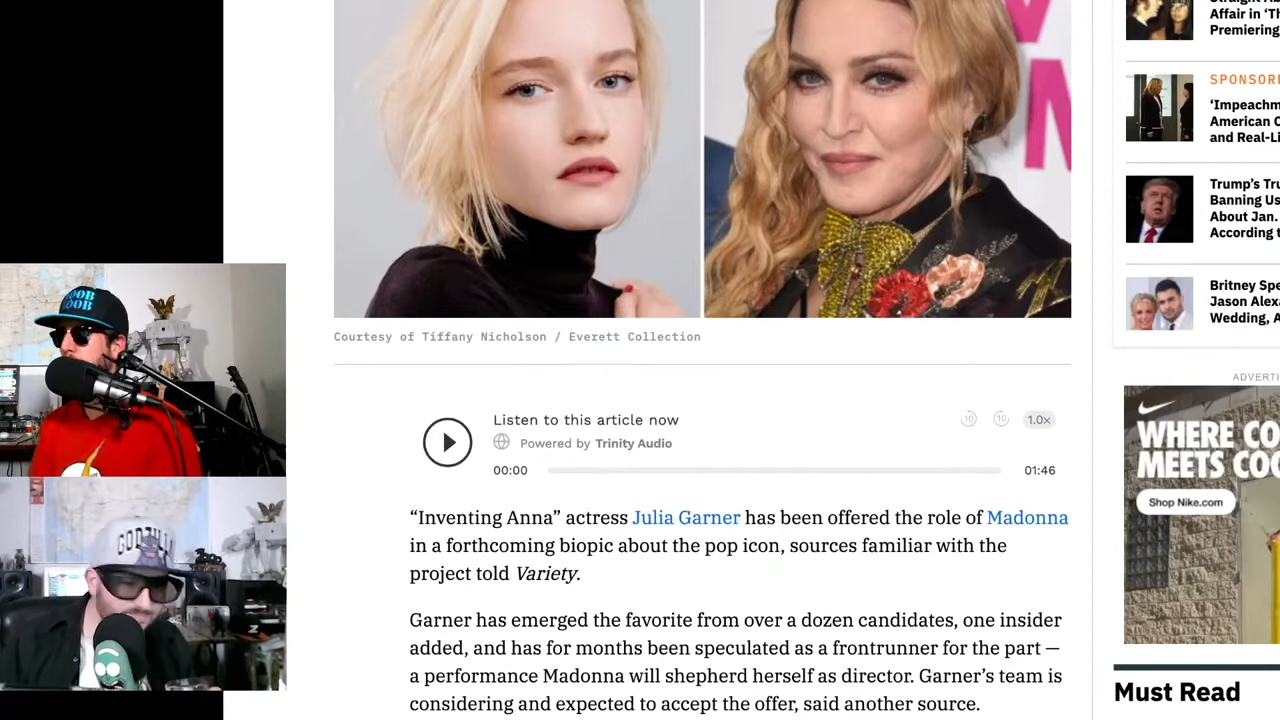 Affair in ‘Th
Premiering
SPONSOR
‘Impeachm
American C
and Real-Li
Trump’s Tru
Banning Us
About Jan.
According t
Britney Spe
Jason Alex
Wedding, A
Courtesy of Tiffany Nicholson / Everett Collection
Listen to this article now
Powered by Trinity Audio
10
10
1.0×
00:00
01:46
“Inventing Anna” actress Julia Garner has been offered the role of Madonna
in a forthcoming biopic about the pop icon, sources familiar with the
project told Variety.
Garner has emerged the favorite from over a dozen candidates, one insider
added, and has for months been speculated as a frontrunner for the part —
a performance Madonna will shepherd herself as director. Garner’s team is
considering and expected to accept the offer, said another source.
ADVERTI
WHERE CO
MEETS COO
Shop Nike.com
Must Read